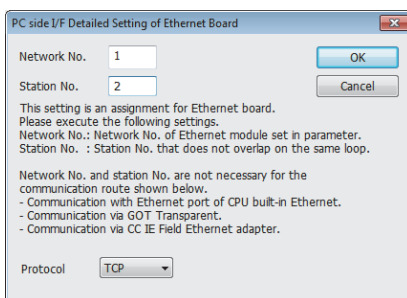 PC side I/F Detailed Setting of Ethernet Board
Network No. 1
OK
Station No. 2
Cancel
This setting is an assignment for Ethernet board.
Please execute the following settings.
Network No.: Network No. of Ethernet module set in parameter.
Station No. : Station No. that does not overlap on the same loop.
Network No. and station No. are not necessary for the
communication route shown below.
- Communication with Ethernet port of CPU built-in Ethernet.
- Communication via GOT Transparent.
- Communication via CC IE Field Ethernet adapter.
Protocol TCP